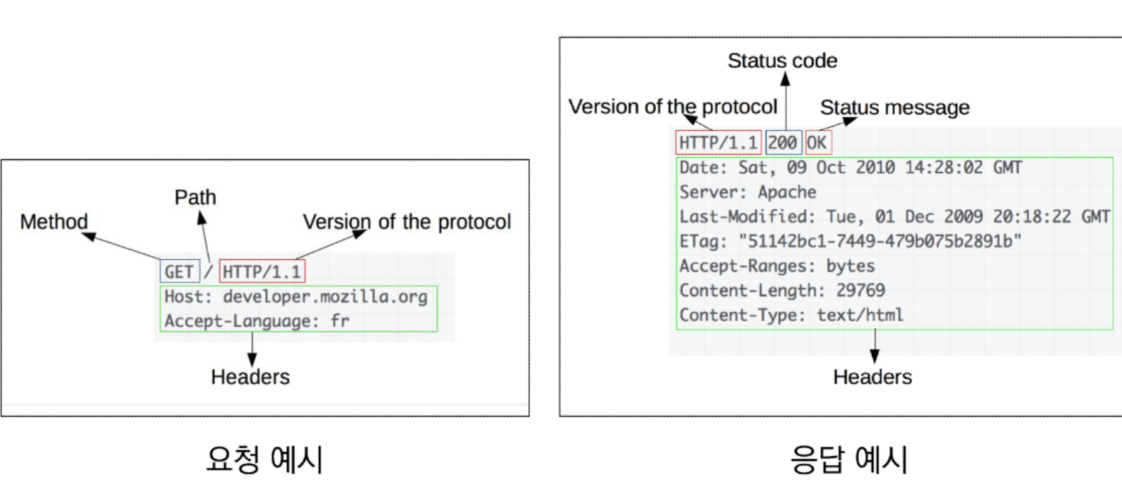 Path
Method
Version of the protocol
GET / HTTP/1.1
Host: developer.mozilla.org
Accept-Language: fr
Headers
요청 예시
Status code
Version of the protocol
Status message
HTTP/1.1 200 OK
Date: Sat, 09 Oct 2010 14:28:02 GMT
Server: Apache
Last-Modified: Tue, 01 Dec 2009 20:18:22 GMT
ETag: "51142bc1-7449-479b075b2891b"
Accept-Ranges: bytes
Content-Length: 29769
Content-Type: text/html
Headers
응답 예시